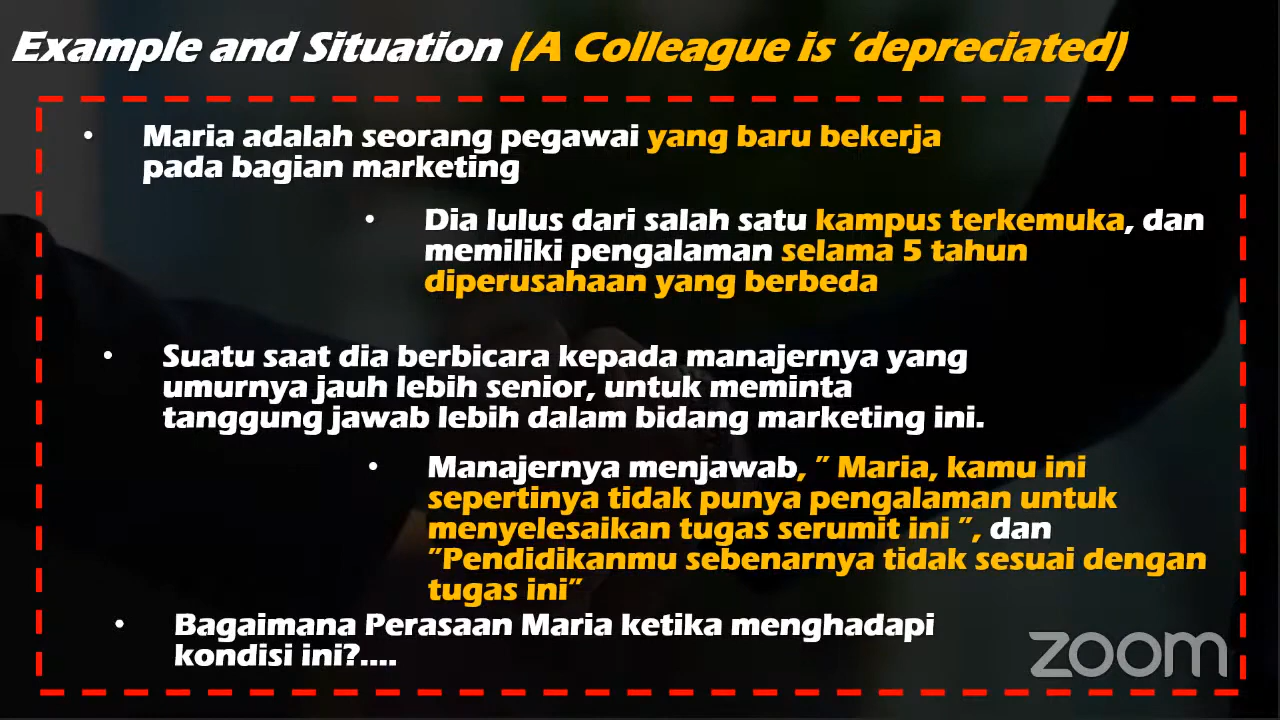 Example and Situation (A Colleague is ’depreciated)
• Maria adalah seorang pegawai yang baru bekerja
pada bagian marketing
• Dia lulus dari salah satu kampus terkemuka, dan
memiliki pengalaman selama 5 tahun
diperusahaan yang berbeda
• Suatu saat dia berbicara kepada manajernya yang
umurnya jauh lebih senior, untuk meminta
tanggung jawab lebih dalam bidang marketing ini.
• Manajernya menjawab, ” Maria, kamu ini
sepertinya tidak punya pengalaman untuk
menyelesaikan tugas serumit ini ”, dan
”Pendidikanmu sebenarnya tidak sesuai dengan
tugas ini”
• Bagaimana Perasaan Maria ketika menghadapi
kondisi ini?....
zoom